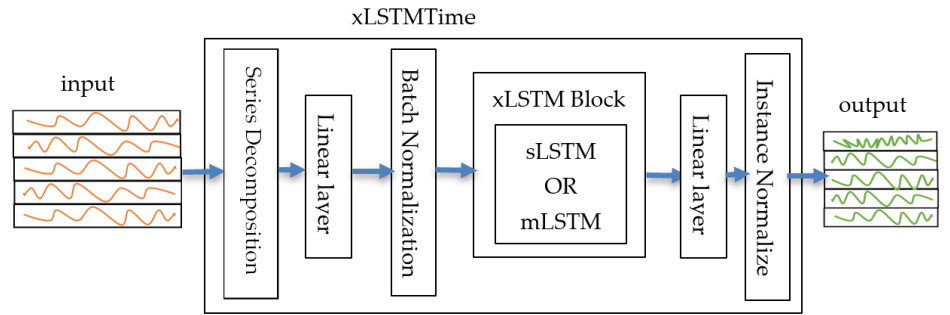 xLSTMTime
input
Series Decomposition
Linear layer
Batch Normalization
xLSTM Block
sLSTM
OR
mLSTM
Linear layer
Instance Normalize
output